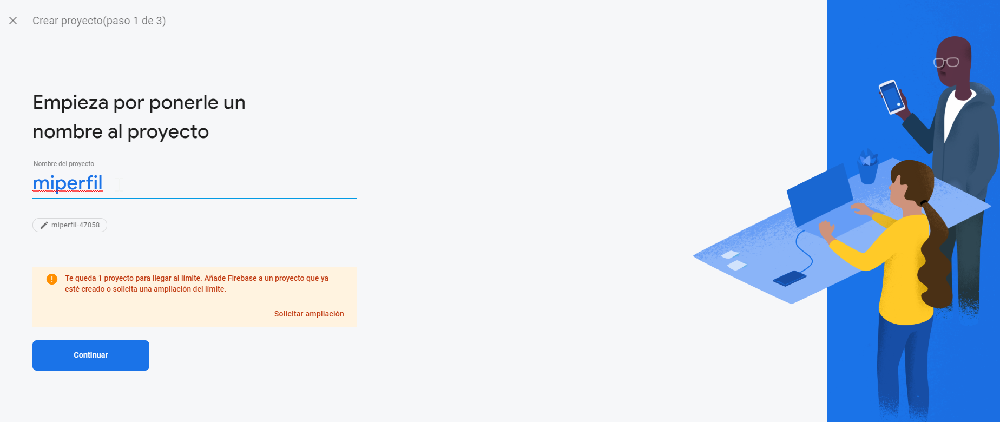 Crear proyecto(paso 1 de 3)
Empieza por ponerle un
nombre al proyecto
Nombre del proyecto
miperfil
miperfil-47058
Te queda 1 proyecto para llegar al límite. Añade Firebase a un proyecto que ya
esté creado o solicita una ampliación del límite.
Solicitar ampliación
Continuar